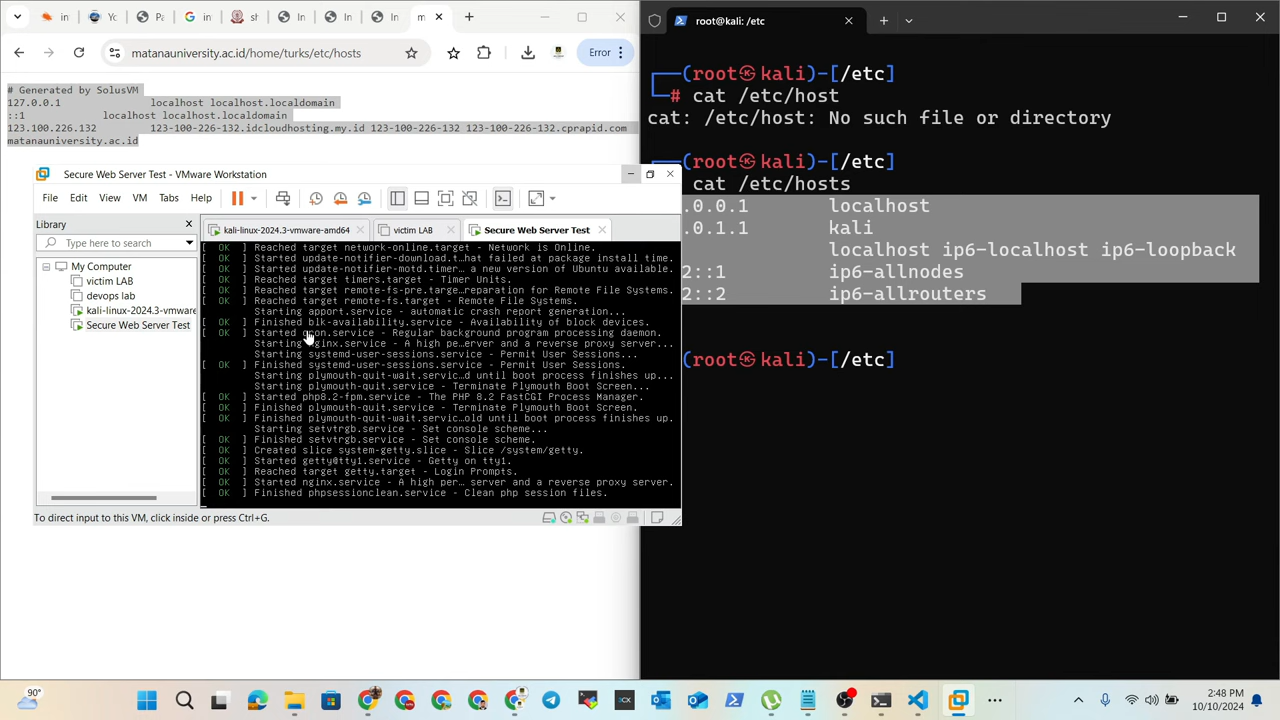 in
Yc
Pa
G
In
In
In
m
matanauniversity.ac.id/home/turks/etc/hosts
Error
# Generated by SolusVM
127.0.0.1 localhost localhost.localdomain
::1 localhost localhost.localdomain
123.100.226.132 123-100-226-132.idcloudhosting.my.id 123-100-226-132 123-100-226-132.cprapid.com
matanauniversity.ac.id
Secure Web Server Test - VMware Workstation
File Edit View VM Tabs Help
Library
Type here to search
My Computer
victim LAB
devops lab
kali-linux-2024.3-vmware
Secure Web Server Test
kali-linux-2024.3-vmware-amd64
victim LAB
Secure Web Server Test
[ OK ] Reached target network-online.target - Network is Online.
[ OK ] Started update-notifier-download.t…hat failed at package install time.
[ OK ] Started update-notifier-motd.timer… a new version of Ubuntu available.
[ OK ] Reached target timers.target - Timer Units.
[ OK ] Reached target remote-fs-pre.targe…reparation for Remote File Systems.
[ OK ] Reached target remote-fs.target - Remote File Systems.
Starting apport.service - automatic crash report generation...
[ OK ] Finished blk-availability.service - Availability of block devices.
[ OK ] Started cron.service - Regular background program processing daemon.
Starting nginx.service - A high pe…erver and a reverse proxy server...
Starting systemd-user-sessions.service - Permit User Sessions...
[ OK ] Finished systemd-user-sessions.service - Permit User Sessions.
Starting plymouth-quit-wait.servic…d until boot process finishes up...
Starting plymouth-quit.service - Terminate Plymouth Boot Screen...
[ OK ] Started php8.2-fpm.service - The PHP 8.2 FastCGI Process Manager.
[ OK ] Finished plymouth-quit.service - Terminate Plymouth Boot Screen.
[ OK ] Finished plymouth-quit-wait.servic…old until boot process finishes up.
Starting setvtrgb.service - Set console scheme...
[ OK ] Finished setvtrgb.service - Set console scheme.
[ OK ] Created slice system-getty.slice - Slice /system/getty.
[ OK ] Started getty@tty1.service - Getty on tty1.
[ OK ] Reached target getty.target - Login Prompts.
[ OK ] Started nginx.service - A high per… server and a reverse proxy server.
[ OK ] Finished phpsessionclean.service - Clean php session files.
To direct input to this VM, click inside or press Ctrl+G.
root@kali: /etc
(root㉿kali)-[/etc]
# cat /etc/host
cat: /etc/host: No such file or directory
(root㉿kali)-[/etc]
cat /etc/hosts
.0.0.1 localhost
.0.1.1 kali
localhost ip6-localhost ip6-loopback
2::1 ip6-allnodes
2::2 ip6-allrouters
(root㉿kali)-[/etc]
90°
2:48 PM
10/10/2024